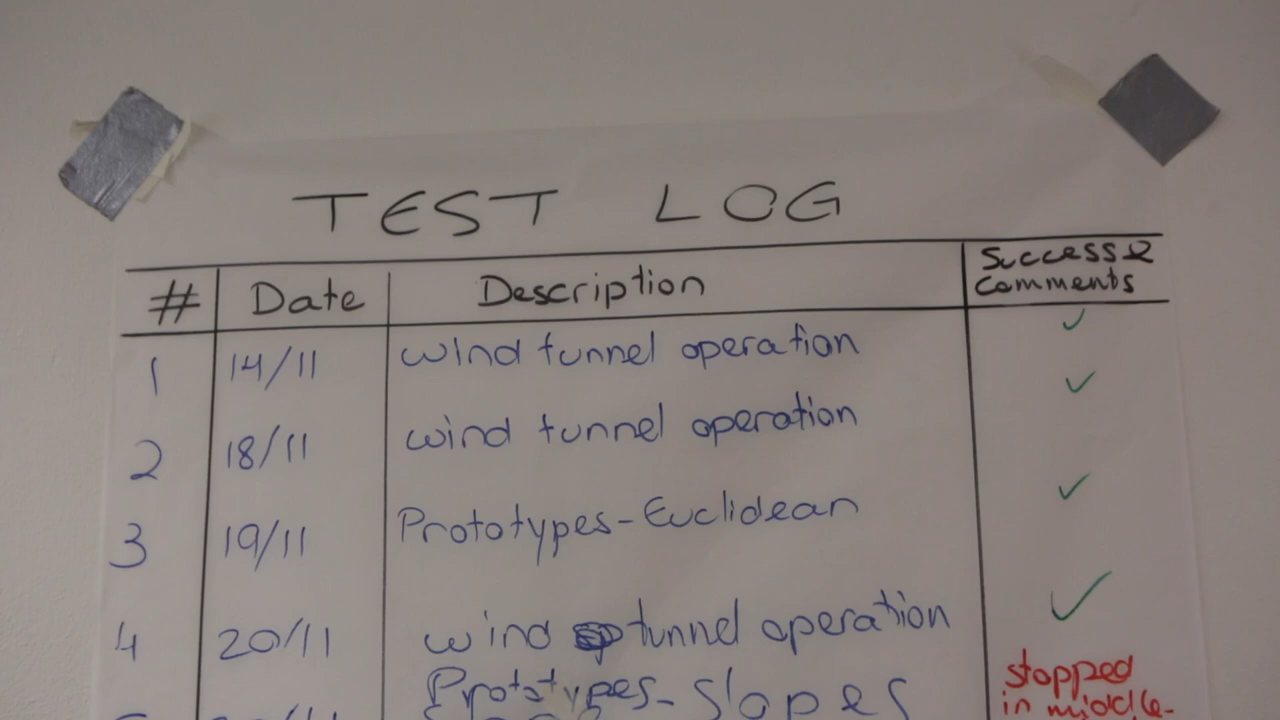 TEST LOG
# Date Description Success &
Comments
1 14/11 wind tunnel operation ✓
2 18/11 wind tunnel operation ✓
3 19/11 Prototypes-Euclidean ✓
4 20/11 wind tunnel operation ✓
Prototypes-Slopes stopped
in middle-